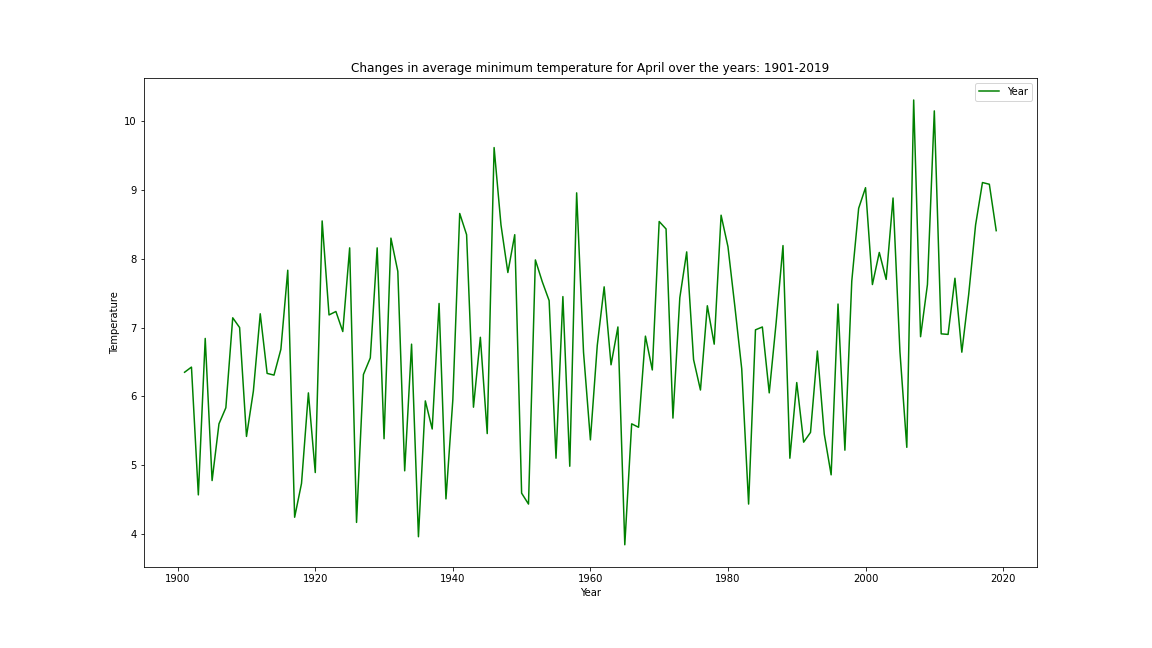 Changes in average minimum temperature for April over the years: 1901-2019
Year
10
9
8
7
6
5
4
Temperature
1900 1920 1940 1960 1980 2000 2020
Year